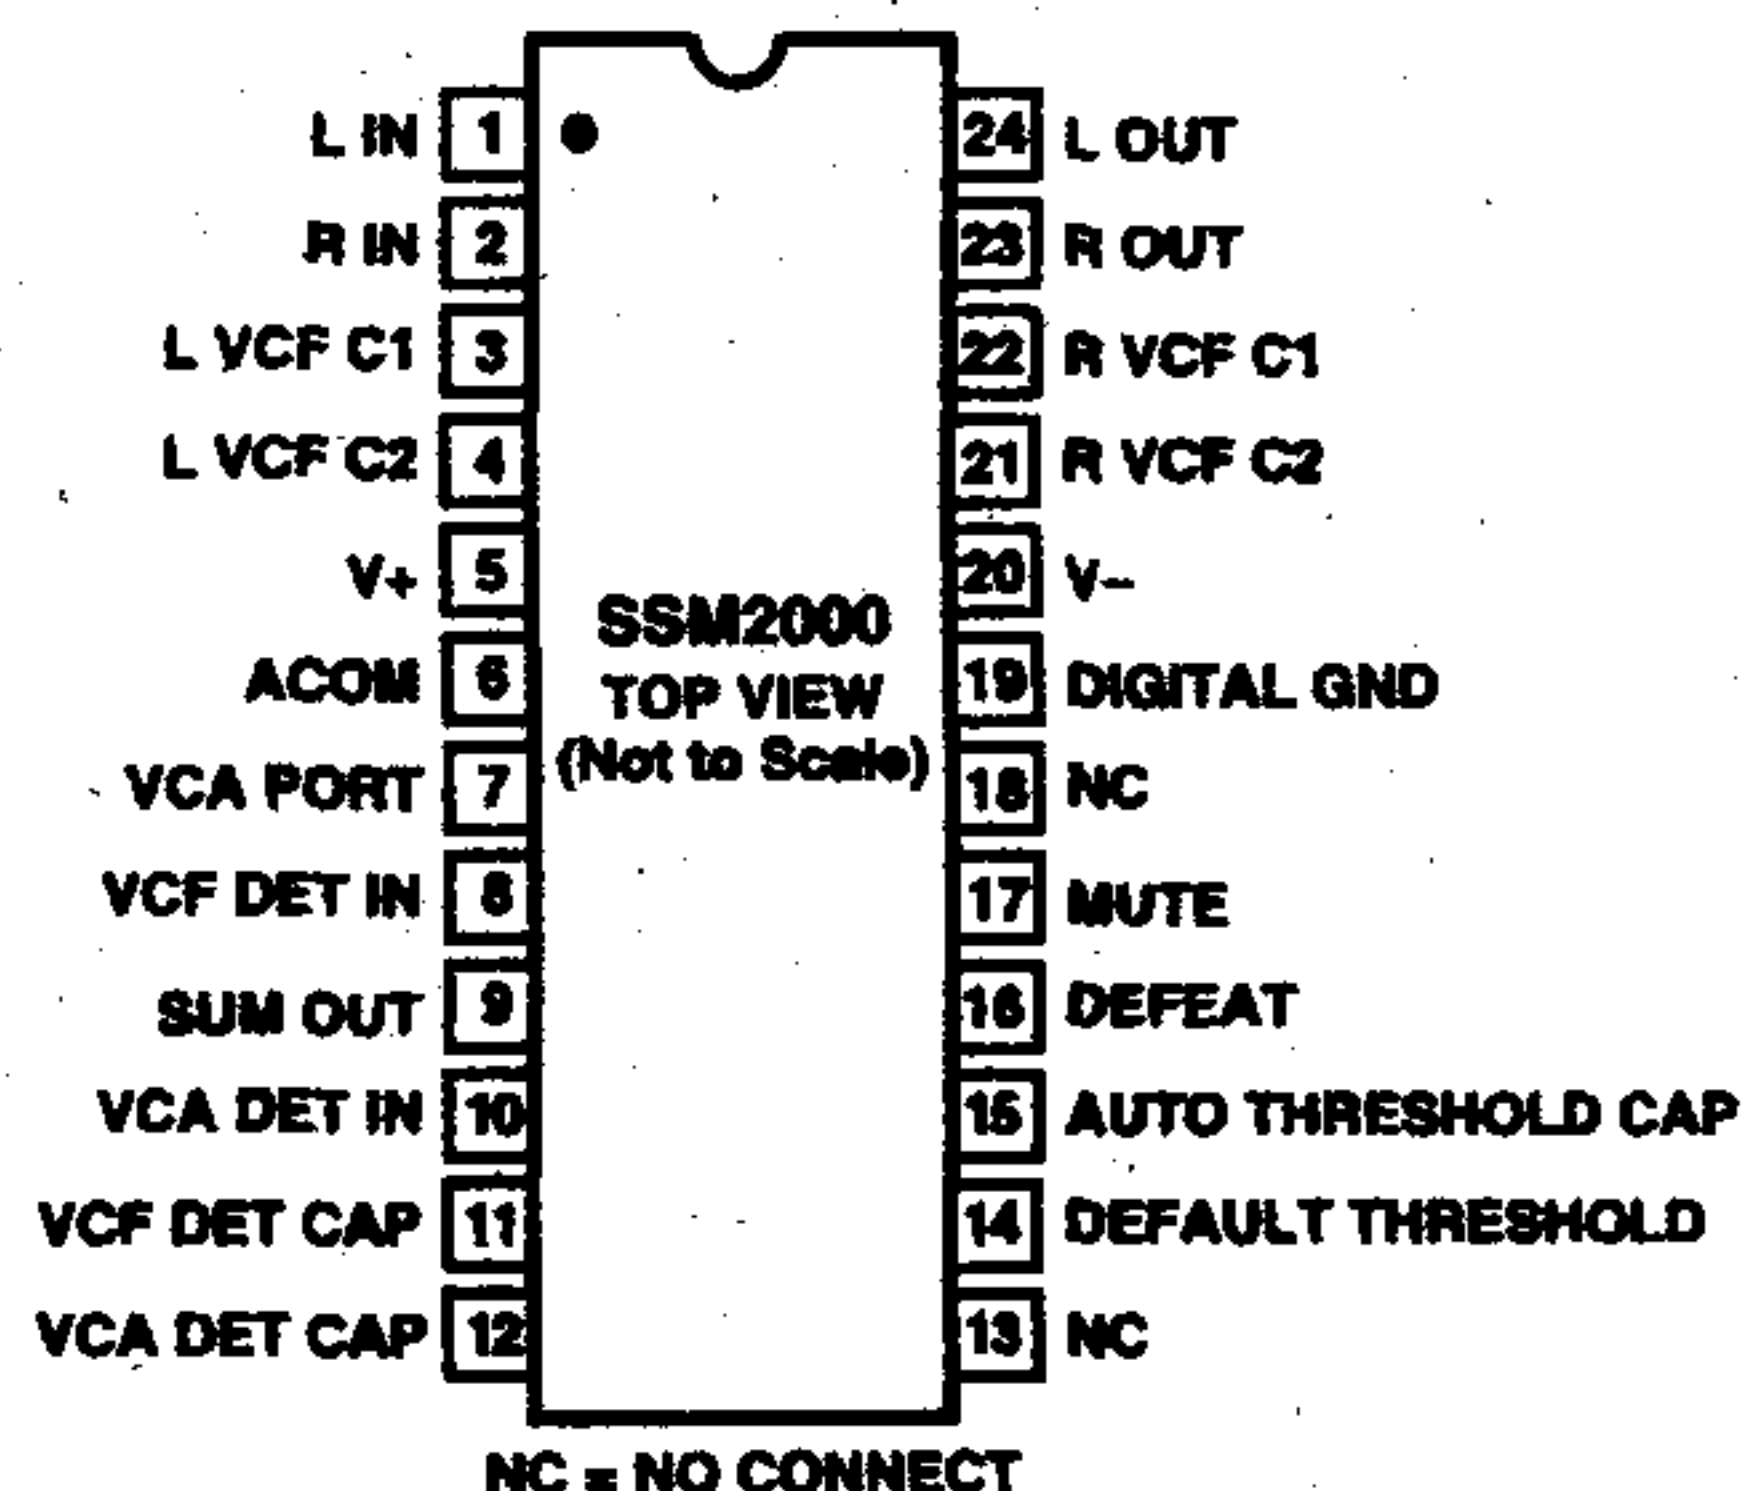 L IN 1 24 L OUT
R IN 2 23 R OUT
L VCF C1 3 22 R VCF C1
L VCF C2 4 21 R VCF C2
V+ 5 20 V–
SSM2000
ACOM 6 19 DIGITAL GND
TOP VIEW
(Not to Scale)
VCA PORT 7 18 NC
VCF DET IN 8 17 MUTE
SUM OUT 9 16 DEFEAT
VCA DET IN 10 15 AUTO THRESHOLD CAP
VCF DET CAP 11 14 DEFAULT THRESHOLD
VCA DET CAP 12 13 NC
NC = NO CONNECT